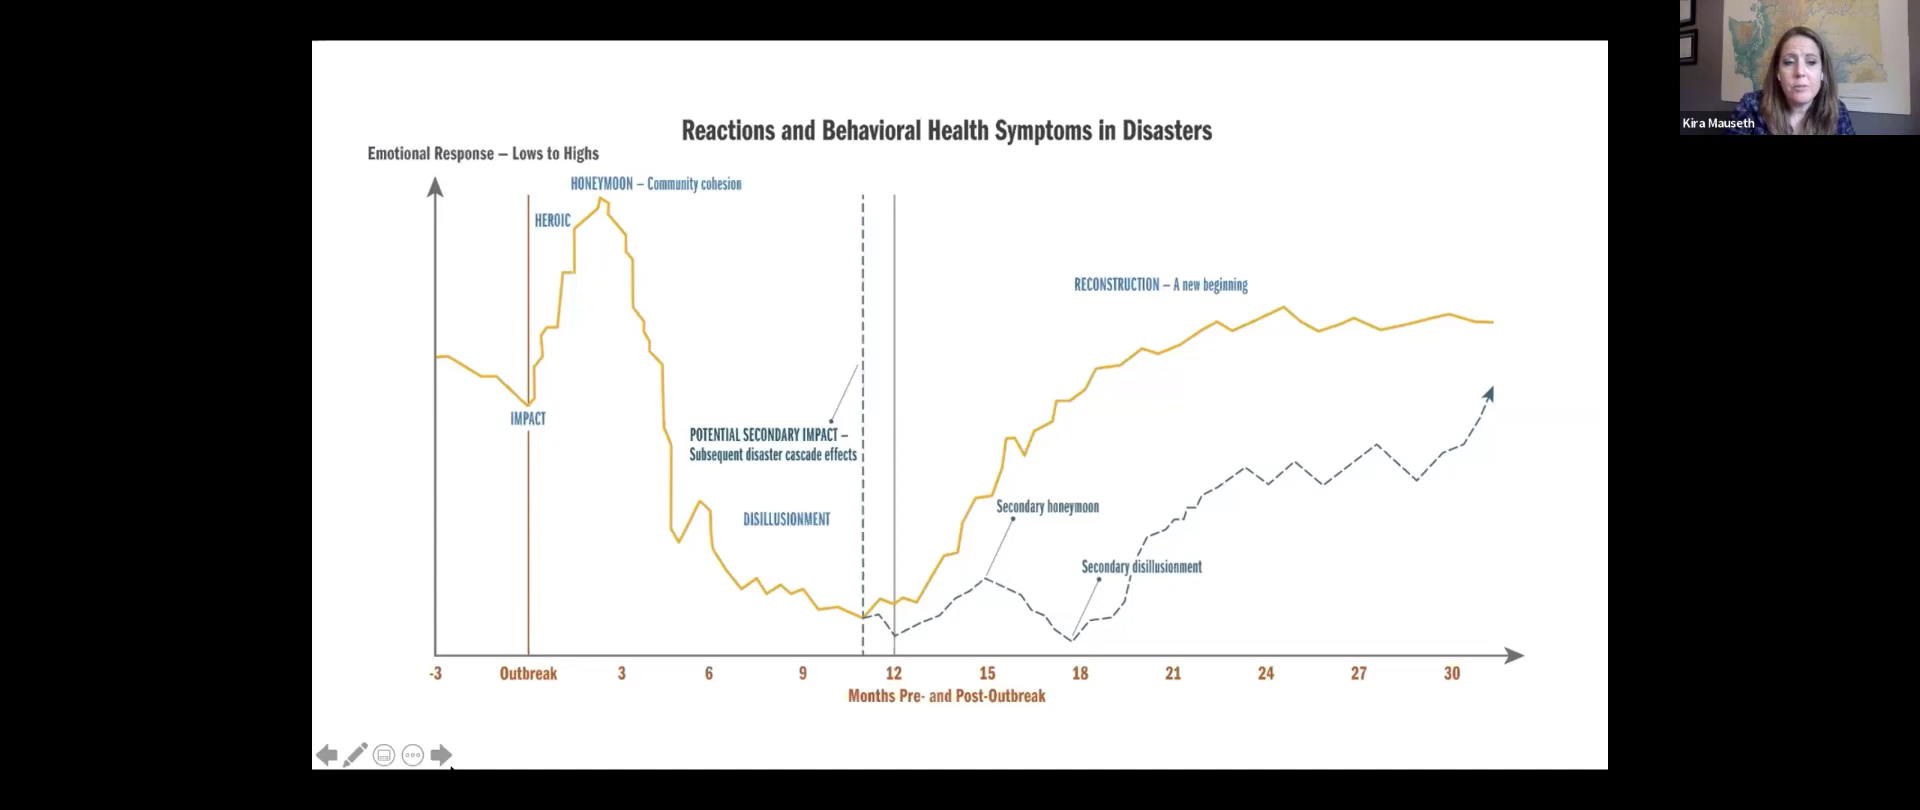 Reactions and Behavioral Health Symptoms in Disasters
Emotional Response – Lows to Highs
HONEYMOON – Community cohesion
HEROIC
IMPACT
POTENTIAL SECONDARY IMPACT –
Subsequent disaster cascade effects
DISILLUSIONMENT
RECONSTRUCTION – A new beginning
Secondary honeymoon
Secondary disillusionment
-3 Outbreak 3 6 9 12 15 18 21 24 27 30
Months Pre- and Post-Outbreak
Kira Mauseth